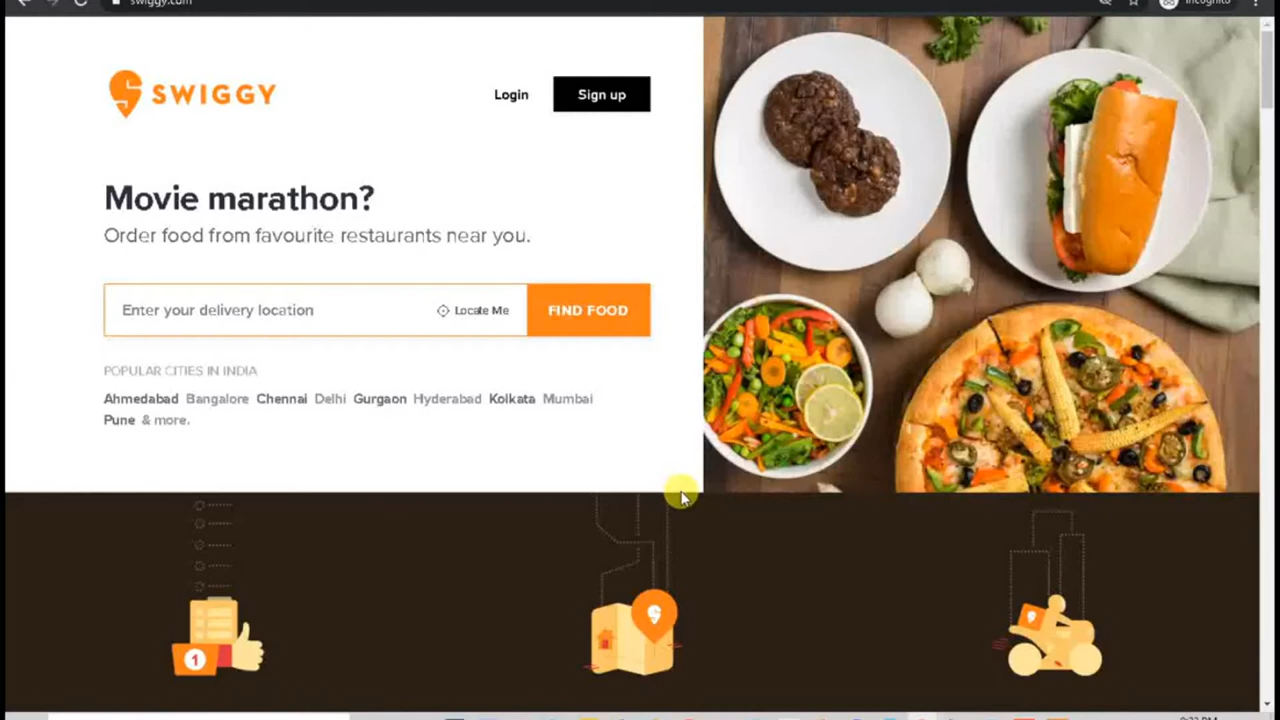 swiggy.com
Incognito
SWIGGY
Login
Sign up
Movie marathon?
Order food from favourite restaurants near you.
Enter your delivery location
Locate Me
FIND FOOD
POPULAR CITIES IN INDIA
Ahmedabad Bangalore Chennai Delhi Gurgaon Hyderabad Kolkata Mumbai
Pune & more.
1